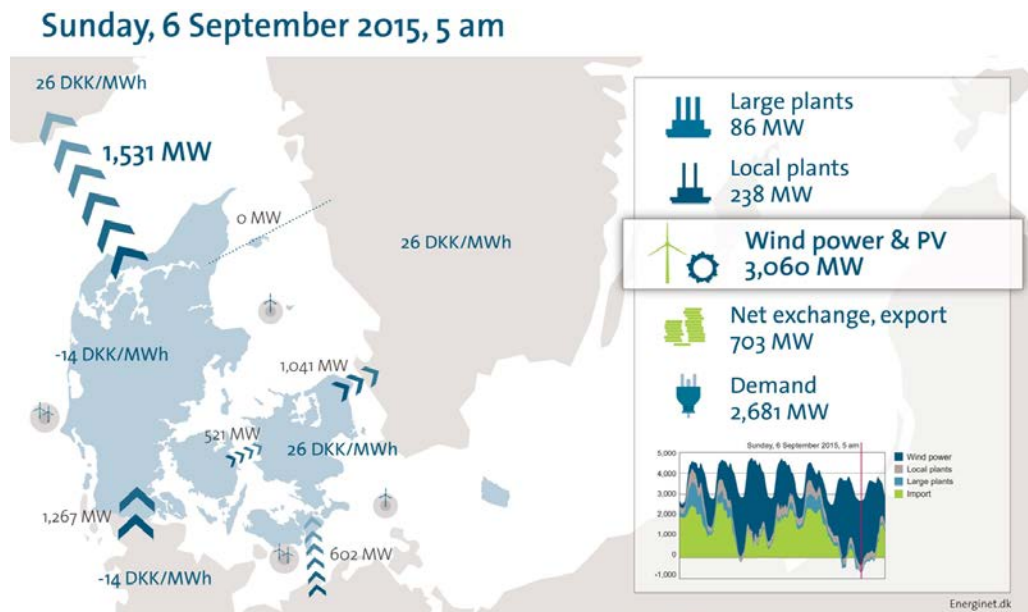 Sunday, 6 September 2015, 5 am
26 DKK/MWh
1,531 MW
0 MW
26 DKK/MWh
-14 DKK/MWh
1,041 MW
521 MW
26 DKK/MWh
1,267 MW
-14 DKK/MWh
602 MW
Large plants
86 MW
Local plants
238 MW
Wind power & PV
3,060 MW
Net exchange, export
703 MW
Demand
2,681 MW
Sunday, 6 September 2015, 5 am
5,000
4,000
3,000
2,000
1,000
0
-1,000
Wind power
Local plants
Large plants
Import
Energinet.dk